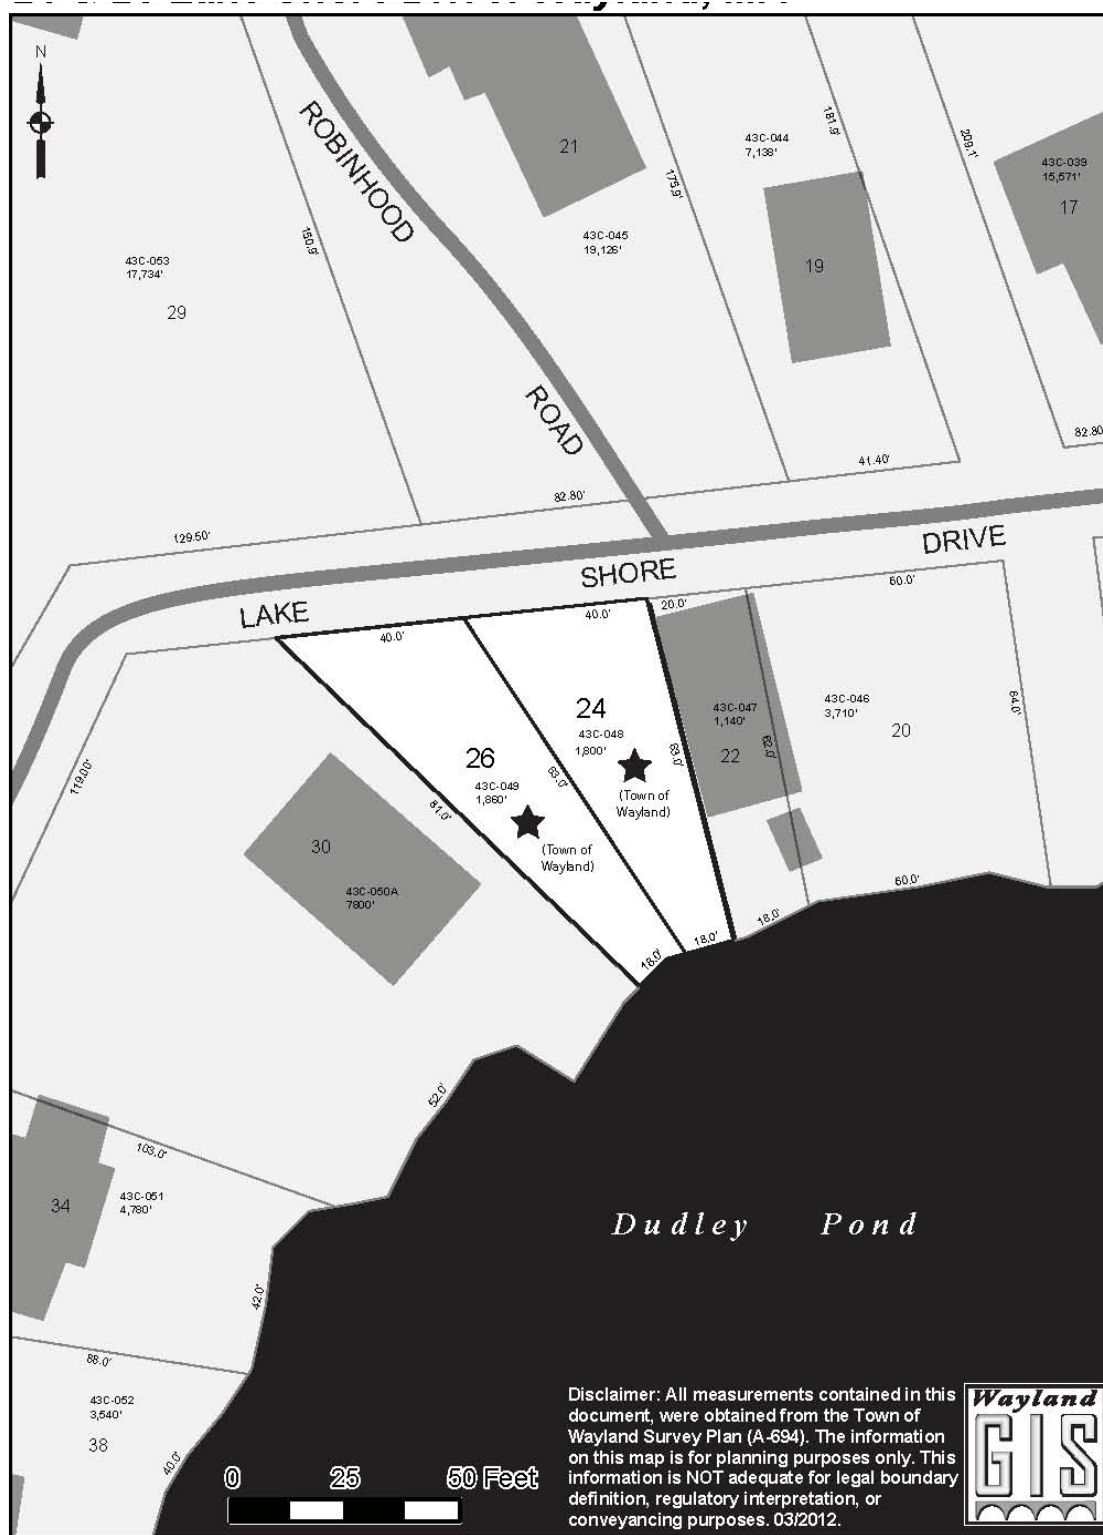 N
ROBINHOOD
ROAD
21
43C-045
19,126'
175.9'
43C-044
7,138'
181.9'
19
209.1'
43C-039
15,571'
17
43C-053
17,734'
29
150.9'
82.80'
41.40'
82.80
129.50'
LAKE
SHORE
DRIVE
40.0'
40.0'
20.0'
60.0'
119.00'
26
43C-049
1,860'
(Town of
Wayland)
81.0'
63.0'
24
43C-048
1,800'
(Town of
Wayland)
63.0'
43C-047
1,140'
22
62.0'
43C-046
3,710'
20
64.0'
30
43C-050A
7800'
18.0'
18.0'
18.0'
60.0'
52.0'
103.0'
34
43C-051
4,780'
42.0'
88.0'
43C-052
3,540'
38
40.0'
Dudley Pond
0 25 50 Feet
Disclaimer: All measurements contained in this
document, were obtained from the Town of
Wayland Survey Plan (A-694). The information
on this map is for planning purposes only. This
information is NOT adequate for legal boundary
definition, regulatory interpretation, or
conveyancing purposes. 03/2012.
Wayland
GIS